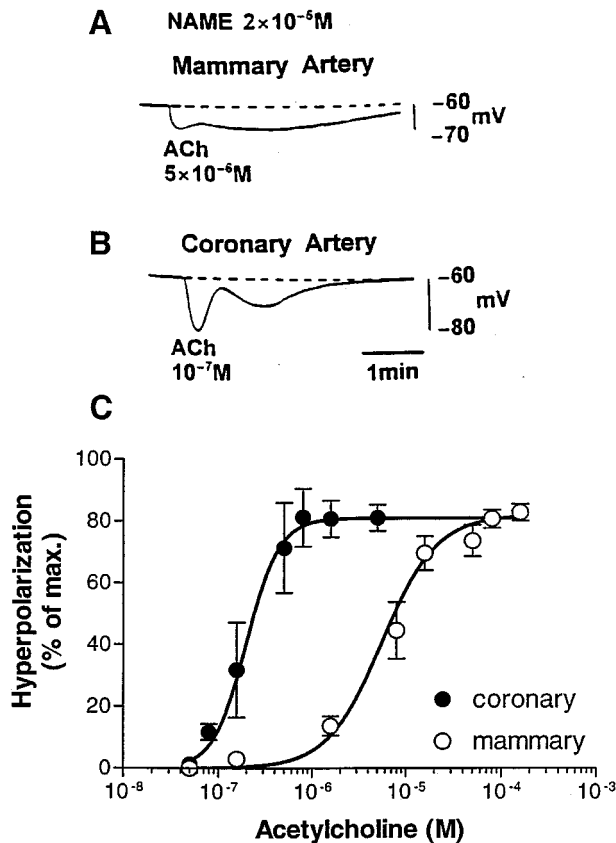 A
NAME 2×10⁻⁵M
Mammary Artery
-60
-70
mV
ACh
5×10⁻⁶M
B
Coronary Artery
-60
-80
mV
ACh
10⁻⁷M
1min
C
100
80
60
40
20
0
Hyperpolarization
(% of max.)
coronary
mammary
10⁻⁸
10⁻⁷
10⁻⁶
10⁻⁵
10⁻⁴
10⁻³
Acetylcholine (M)